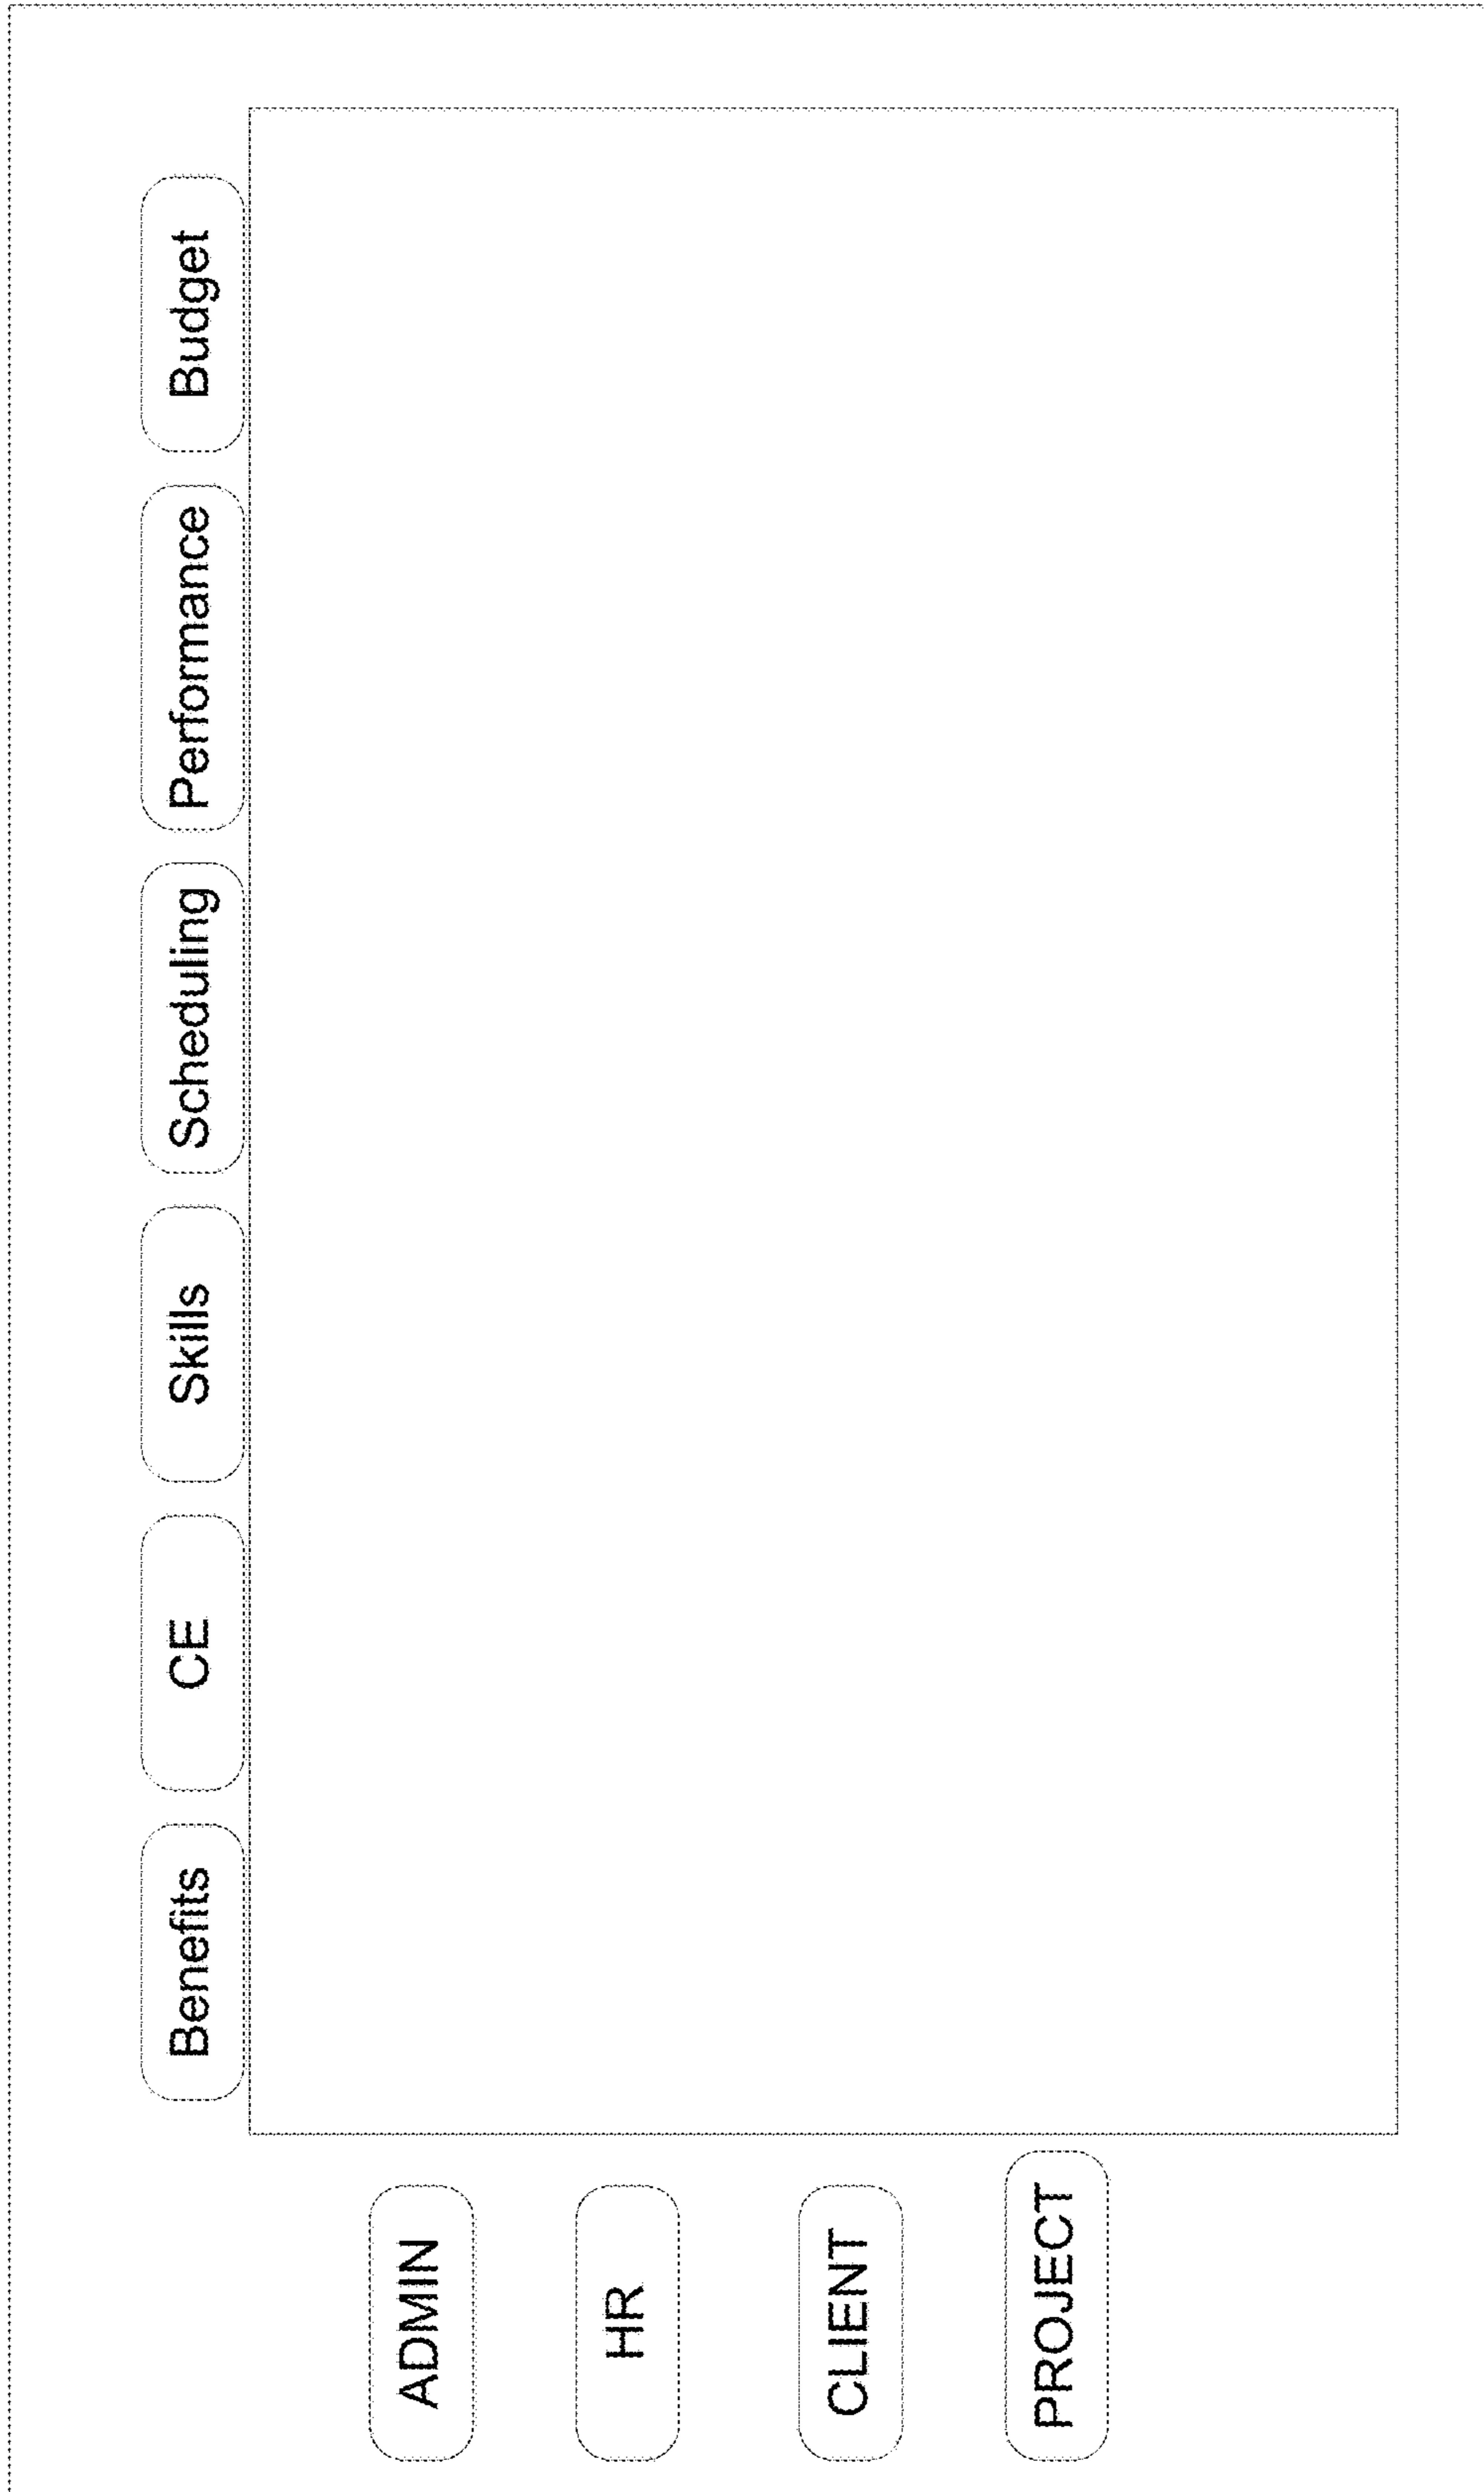 Benefits
CE
Skills
Scheduling
Performance
Budget
ADMIN
HR
CLIENT
PROJECT